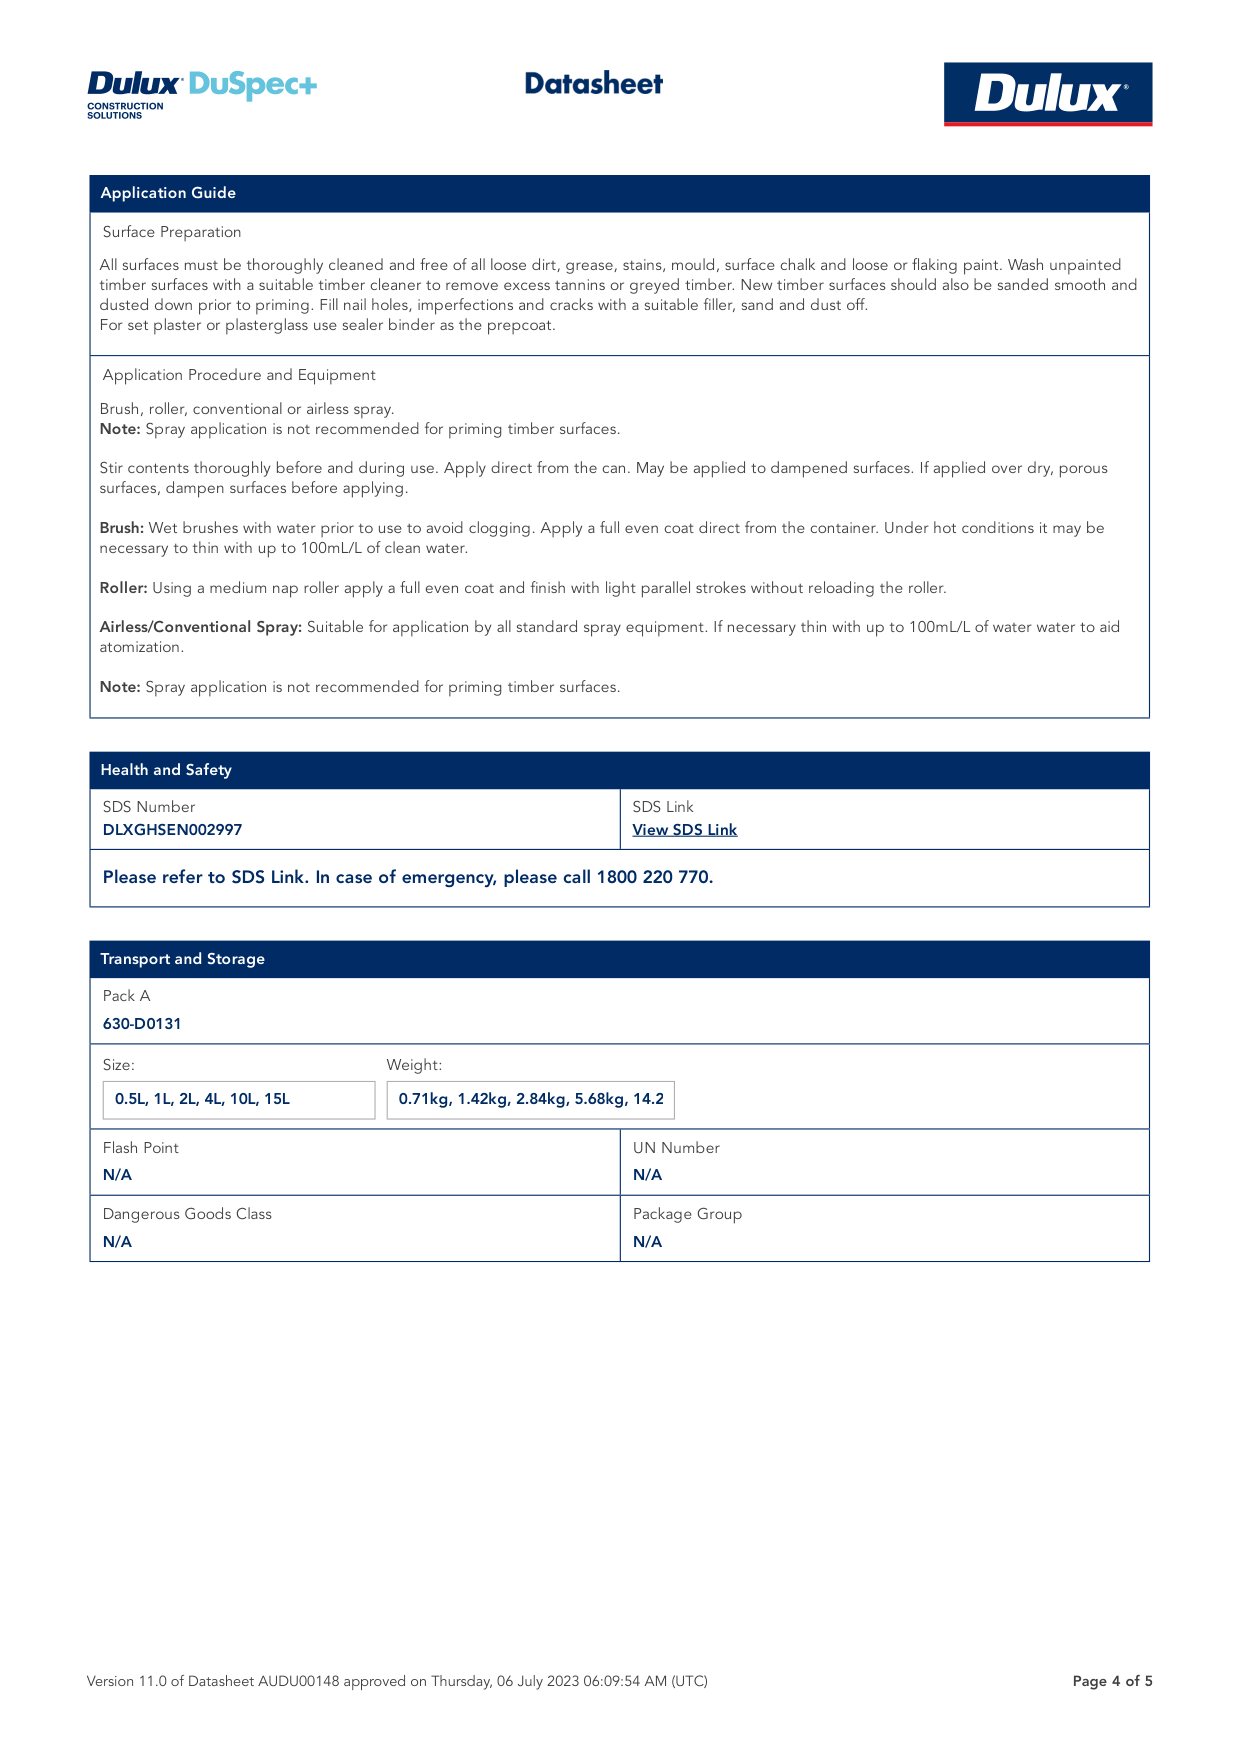 Dulux DuSpec+
CONSTRUCTION
SOLUTIONS
Datasheet
Dulux®
Application Guide
Surface Preparation
All surfaces must be thoroughly cleaned and free of all loose dirt, grease, stains, mould, surface chalk and loose or flaking paint. Wash unpainted
timber surfaces with a suitable timber cleaner to remove excess tannins or greyed timber. New timber surfaces should also be sanded smooth and
dusted down prior to priming. Fill nail holes, imperfections and cracks with a suitable filler, sand and dust off.
For set plaster or plasterglass use sealer binder as the prepcoat.
Application Procedure and Equipment
Brush, roller, conventional or airless spray.
Note: Spray application is not recommended for priming timber surfaces.
Stir contents thoroughly before and during use. Apply direct from the can. May be applied to dampened surfaces. If applied over dry, porous
surfaces, dampen surfaces before applying.
Brush: Wet brushes with water prior to use to avoid clogging. Apply a full even coat direct from the container. Under hot conditions it may be
necessary to thin with up to 100mL/L of clean water.
Roller: Using a medium nap roller apply a full even coat and finish with light parallel strokes without reloading the roller.
Airless/Conventional Spray: Suitable for application by all standard spray equipment. If necessary thin with up to 100mL/L of water water to aid
atomization.
Note: Spray application is not recommended for priming timber surfaces.
Health and Safety
SDS Number
DLXGHSEN002997
SDS Link
View SDS Link
Please refer to SDS Link. In case of emergency, please call 1800 220 770.
Transport and Storage
Pack A
630-D0131
Size:
0.5L, 1L, 2L, 4L, 10L, 15L
Weight:
0.71kg, 1.42kg, 2.84kg, 5.68kg, 14.2
Flash Point
N/A
UN Number
N/A
Dangerous Goods Class
N/A
Package Group
N/A
Version 11.0 of Datasheet AUDU00148 approved on Thursday, 06 July 2023 06:09:54 AM (UTC)
Page 4 of 5